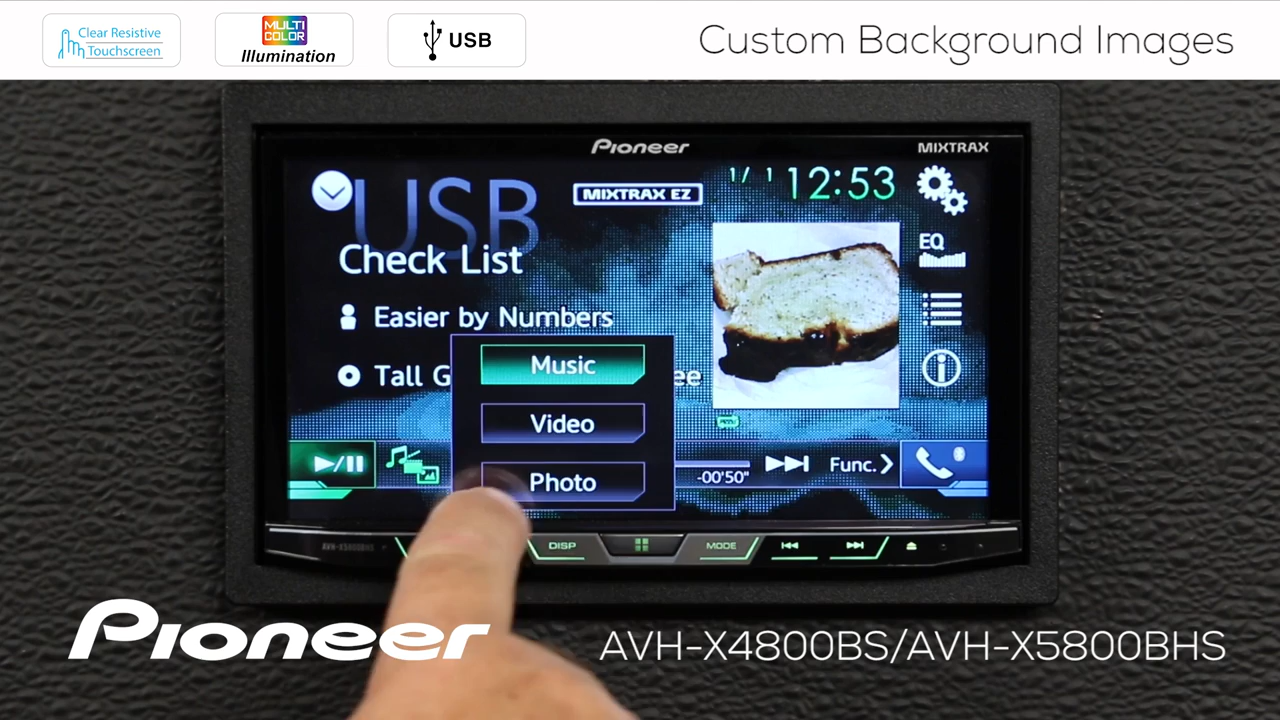 Clear Resistive
Touchscreen
MULTI
COLOR
Illumination
USB
Custom Background Images
Pioneer
MIXTRAX
USB
MIXTRAX EZ
1/ 1
12:53
Check List
EQ
Easier by Numbers
Music
Tall G
ee
Video
Photo
-00'50"
Func.
AVH-X5800BHS
DISP
MODE
Pioneer
AVH-X4800BS/AVH-X5800BHS